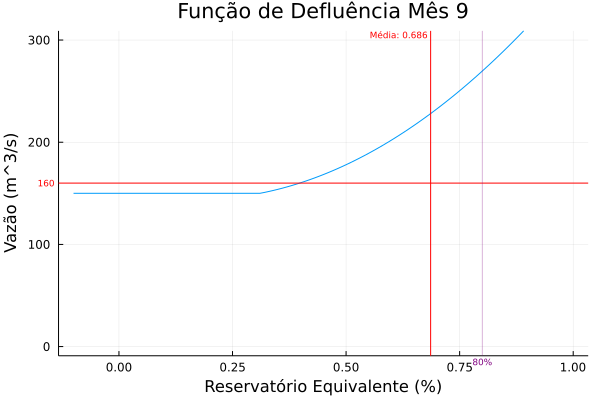 Função de Defluência Mês 9
Média: 0.686
300
200
160
100
0
Vazão (m^3/s)
0.00
0.25
0.50
0.75
80%
1.00
Reservatório Equivalente (%)